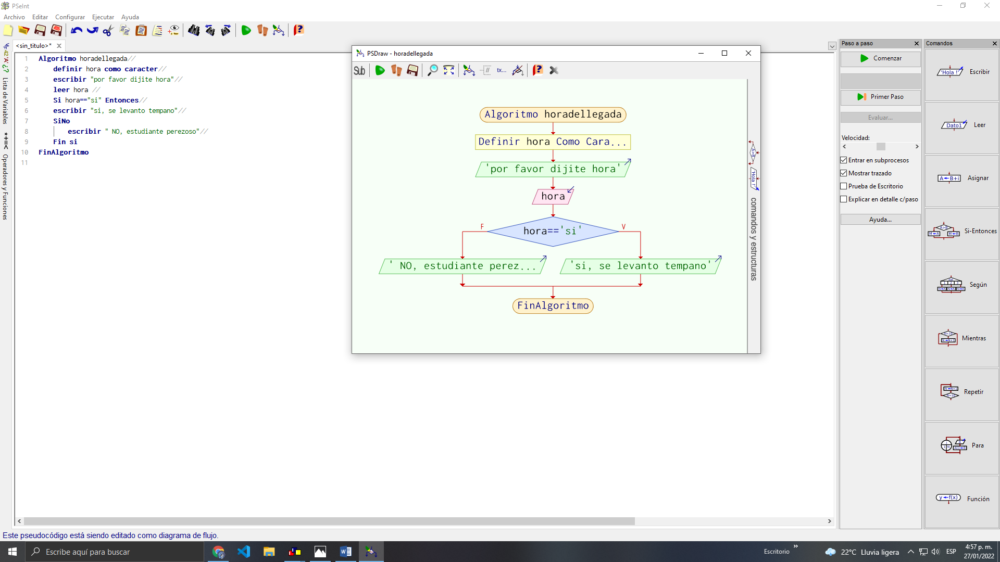 PSeInt
Archivo Editar Configurar Ejecutar Ayuda
<sin_titulo>*
1 Algoritmo horadellegada//
2 definir hora como caracter//
3 escribir "por favor dijite hora"//
4 leer hora //
5 Si hora=="si" Entonces//
6 escribir "si, se levanto tempano"//
7 SiNo
8 escribir " NO, estudiante perezoso"//
9 Fin si
10 FinAlgoritmo
11
Lista de Variables
Operadores y Funciones
PSDraw - horadellegada
Sub
tx...
Algoritmo horadellegada
Definir hora Como Cara...
'por favor dijite hora'
hora
hora=='si'
F
V
' NO, estudiante perez...
'si, se levanto tempano'
FinAlgoritmo
A>B
'Hola !'
comandos y estructuras
Paso a paso
Comenzar
Primer Paso
Evaluar...
Velocidad:
Entrar en subprocesos
Mostrar trazado
Prueba de Escritorio
Explicar en detalle c/paso
Ayuda...
Comandos
'Hola !' Escribir
Dato1 Leer
A←B+i Asignar
A>B M←A M←B Si-Entonces
Según
Mientras
Repetir
Para
y←f(x) Función
Este pseudocódigo está siendo editado como diagrama de flujo.
Escribe aquí para buscar
Escritorio
22°C Lluvia ligera
ESP
4:57 p. m.
27/01/2022